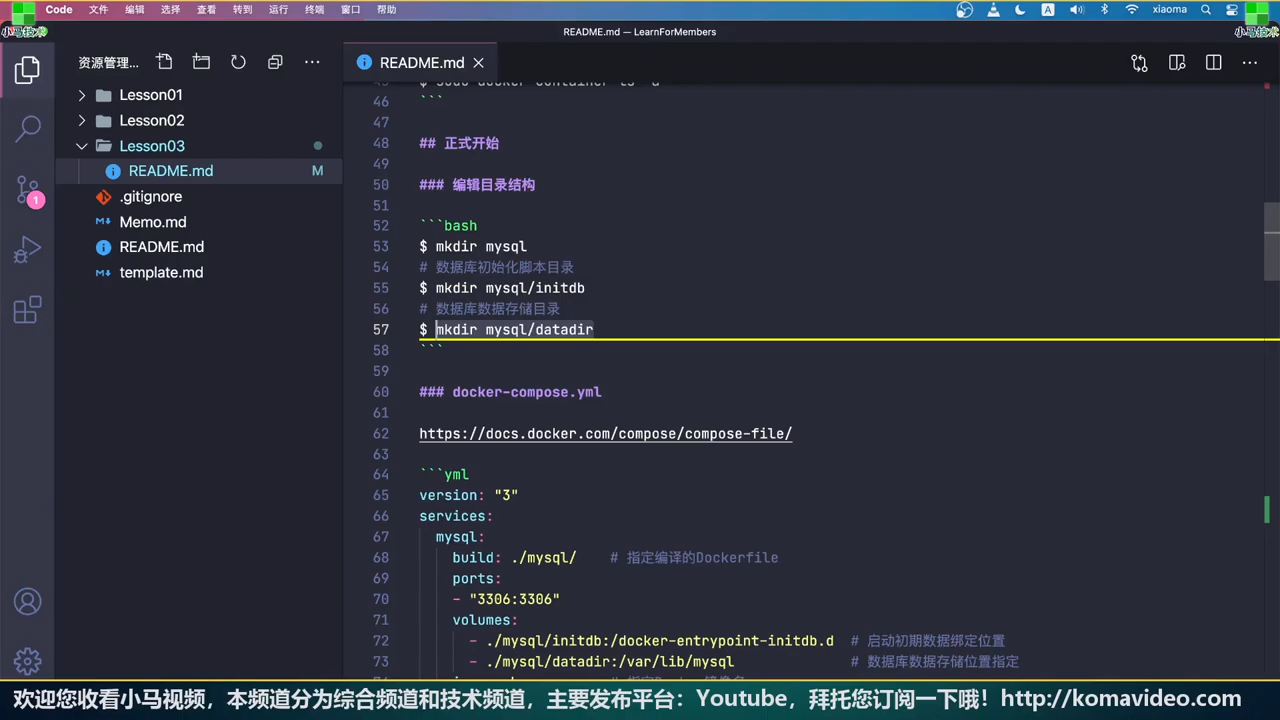 Code 文件 编辑 选择 查看 转到 运行 终端 窗口 帮助 A xiaoma
小马技术 README.md — LearnForMembers 小马技术
资源管理... README.md
Lesson01
Lesson02
Lesson03
README.md M
.gitignore
Memo.md
README.md
template.md
1
46 ```
47
48 ## 正式开始
49
50 ### 编辑目录结构
51
52 ```bash
53 $ mkdir mysql
54 # 数据库初始化脚本目录
55 $ mkdir mysql/initdb
56 # 数据库数据存储目录
57 $ mkdir mysql/datadir
58 ```
59
60 ### docker-compose.yml
61
62 https://docs.docker.com/compose/compose-file/
63
64 ```yml
65 version: "3"
66 services:
67 mysql:
68 build: ./mysql/ # 指定编译的Dockerfile
69 ports:
70 - "3306:3306"
71 volumes:
72 - ./mysql/initdb:/docker-entrypoint-initdb.d # 启动初期数据绑定位置
73 - ./mysql/datadir:/var/lib/mysql # 数据库数据存储位置指定
欢迎您收看小马视频，本频道分为综合频道和技术频道，主要发布平台：Youtube，拜托您订阅一下哦！http://komavideo.com